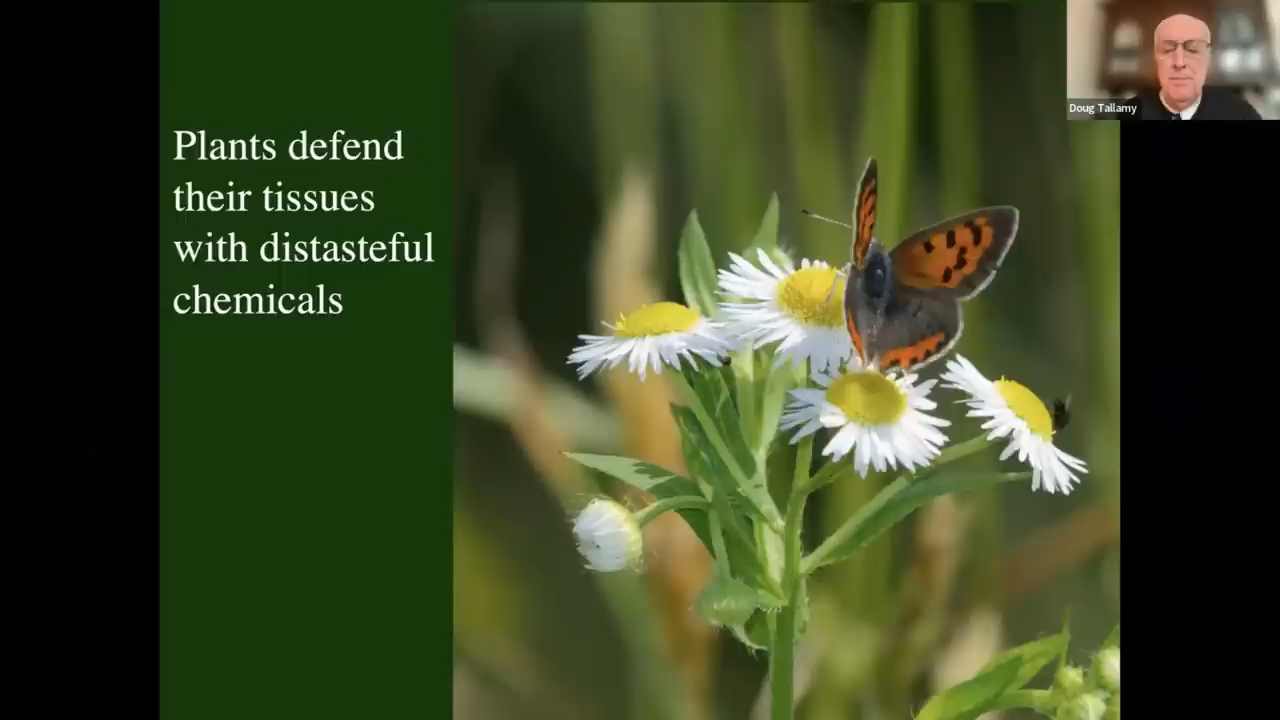 Plants defend
their tissues
with distasteful
chemicals
Doug Tallamy